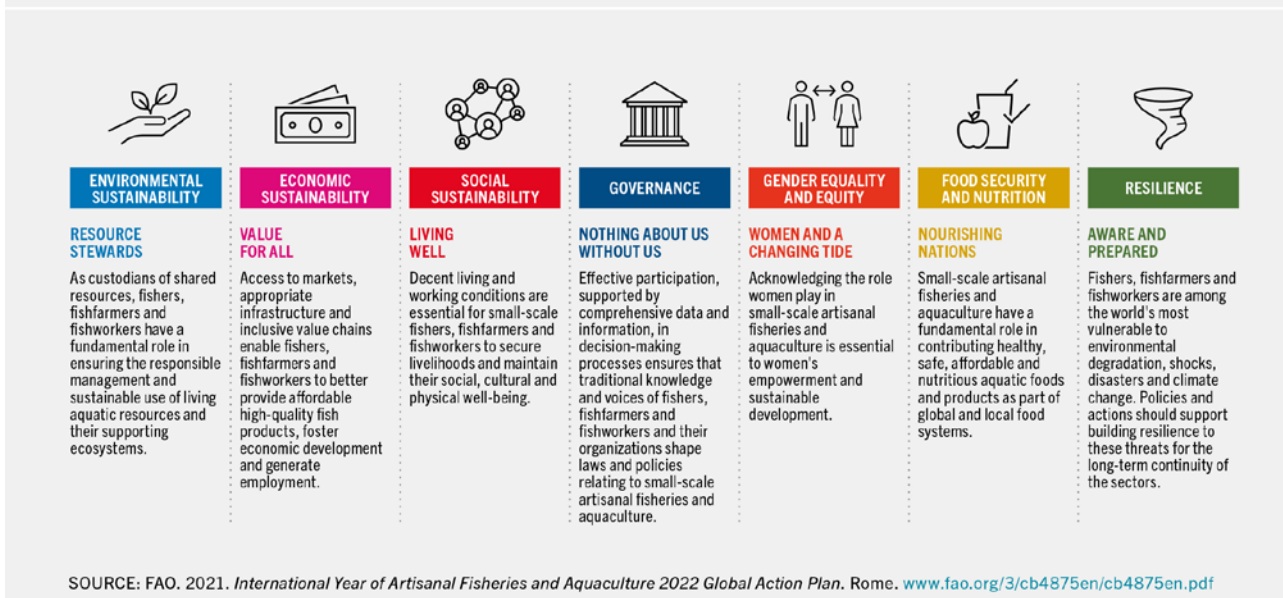 ENVIRONMENTAL
SUSTAINABILITY
RESOURCE
STEWARDS
As custodians of shared
resources, fishers,
fishfarmers and
fishworkers have a
fundamental role in
ensuring the responsible
management and
sustainable use of living
aquatic resources and
their supporting
ecosystems.
ECONOMIC
SUSTAINABILITY
VALUE
FOR ALL
Access to markets,
appropriate
infrastructure and
inclusive value chains
enable fishers,
fishfarmers and
fishworkers to better
provide affordable
high-quality fish
products, foster
economic development
and generate
employment.
SOCIAL
SUSTAINABILITY
LIVING
WELL
Decent living and
working conditions are
essential for small-scale
fishers, fishfarmers and
fishworkers to secure
livelihoods and maintain
their social, cultural and
physical well-being.
GOVERNANCE
NOTHING ABOUT US
WITHOUT US
Effective participation,
supported by
comprehensive data and
information, in
decision-making
processes ensures that
traditional knowledge
and voices of fishers,
fishfarmers and
fishworkers and their
organizations shape
laws and policies
relating to small-scale
artisanal fisheries and
aquaculture.
GENDER EQUALITY
AND EQUITY
WOMEN AND A
CHANGING TIDE
Acknowledging the role
women play in
small-scale artisanal
fisheries and
aquaculture is essential
to women's
empowerment and
sustainable
development.
FOOD SECURITY
AND NUTRITION
NOURISHING
NATIONS
Small-scale artisanal
fisheries and
aquaculture have a
fundamental role in
contributing healthy,
safe, affordable and
nutritious aquatic foods
and products as part of
global and local food
systems.
RESILIENCE
AWARE AND
PREPARED
Fishers, fishfarmers and
fishworkers are among
the world's most
vulnerable to
environmental
degradation, shocks,
disasters and climate
change. Policies and
actions should support
building resilience to
these threats for the
long-term continuity of
the sectors.
SOURCE: FAO. 2021. International Year of Artisanal Fisheries and Aquaculture 2022 Global Action Plan. Rome. www.fao.org/3/cb4875en/cb4875en.pdf